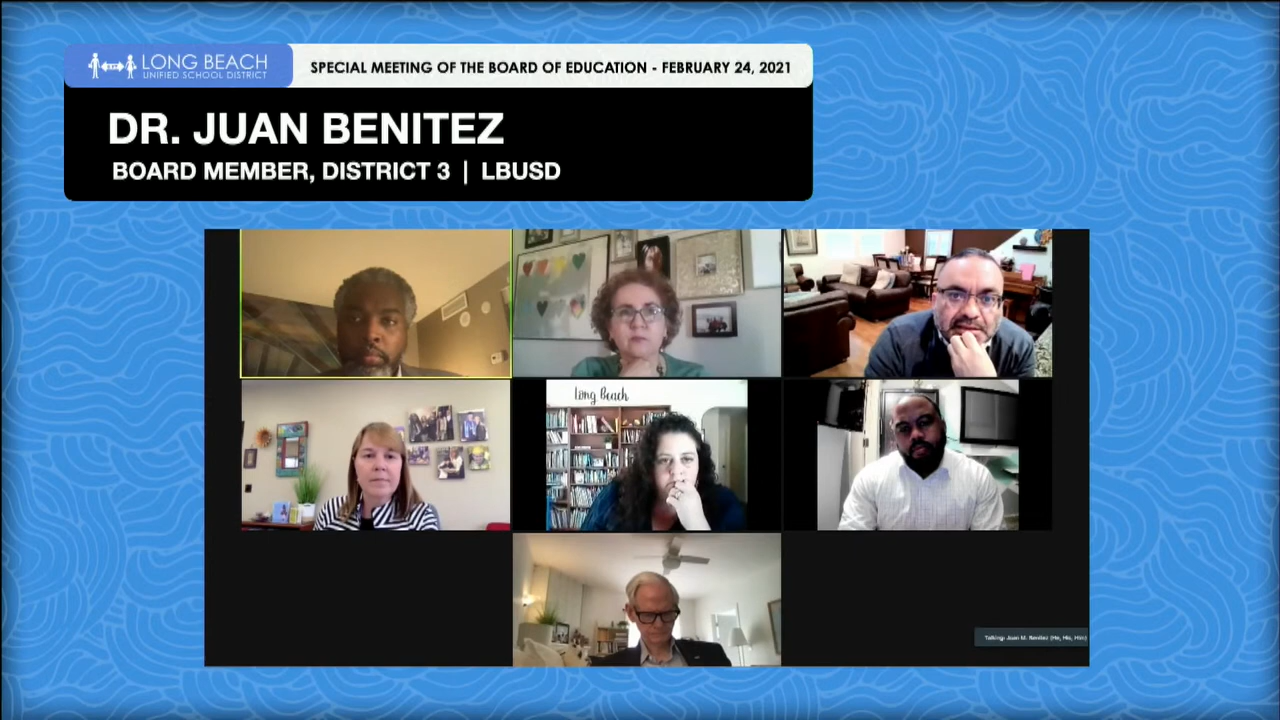 LONG BEACH
UNIFIED SCHOOL DISTRICT
SPECIAL MEETING OF THE BOARD OF EDUCATION - FEBRUARY 24, 2021
DR. JUAN BENITEZ
BOARD MEMBER, DISTRICT 3 | LBUSD
Long Beach
Talking: Juan M. Benitez (He, His, Him)